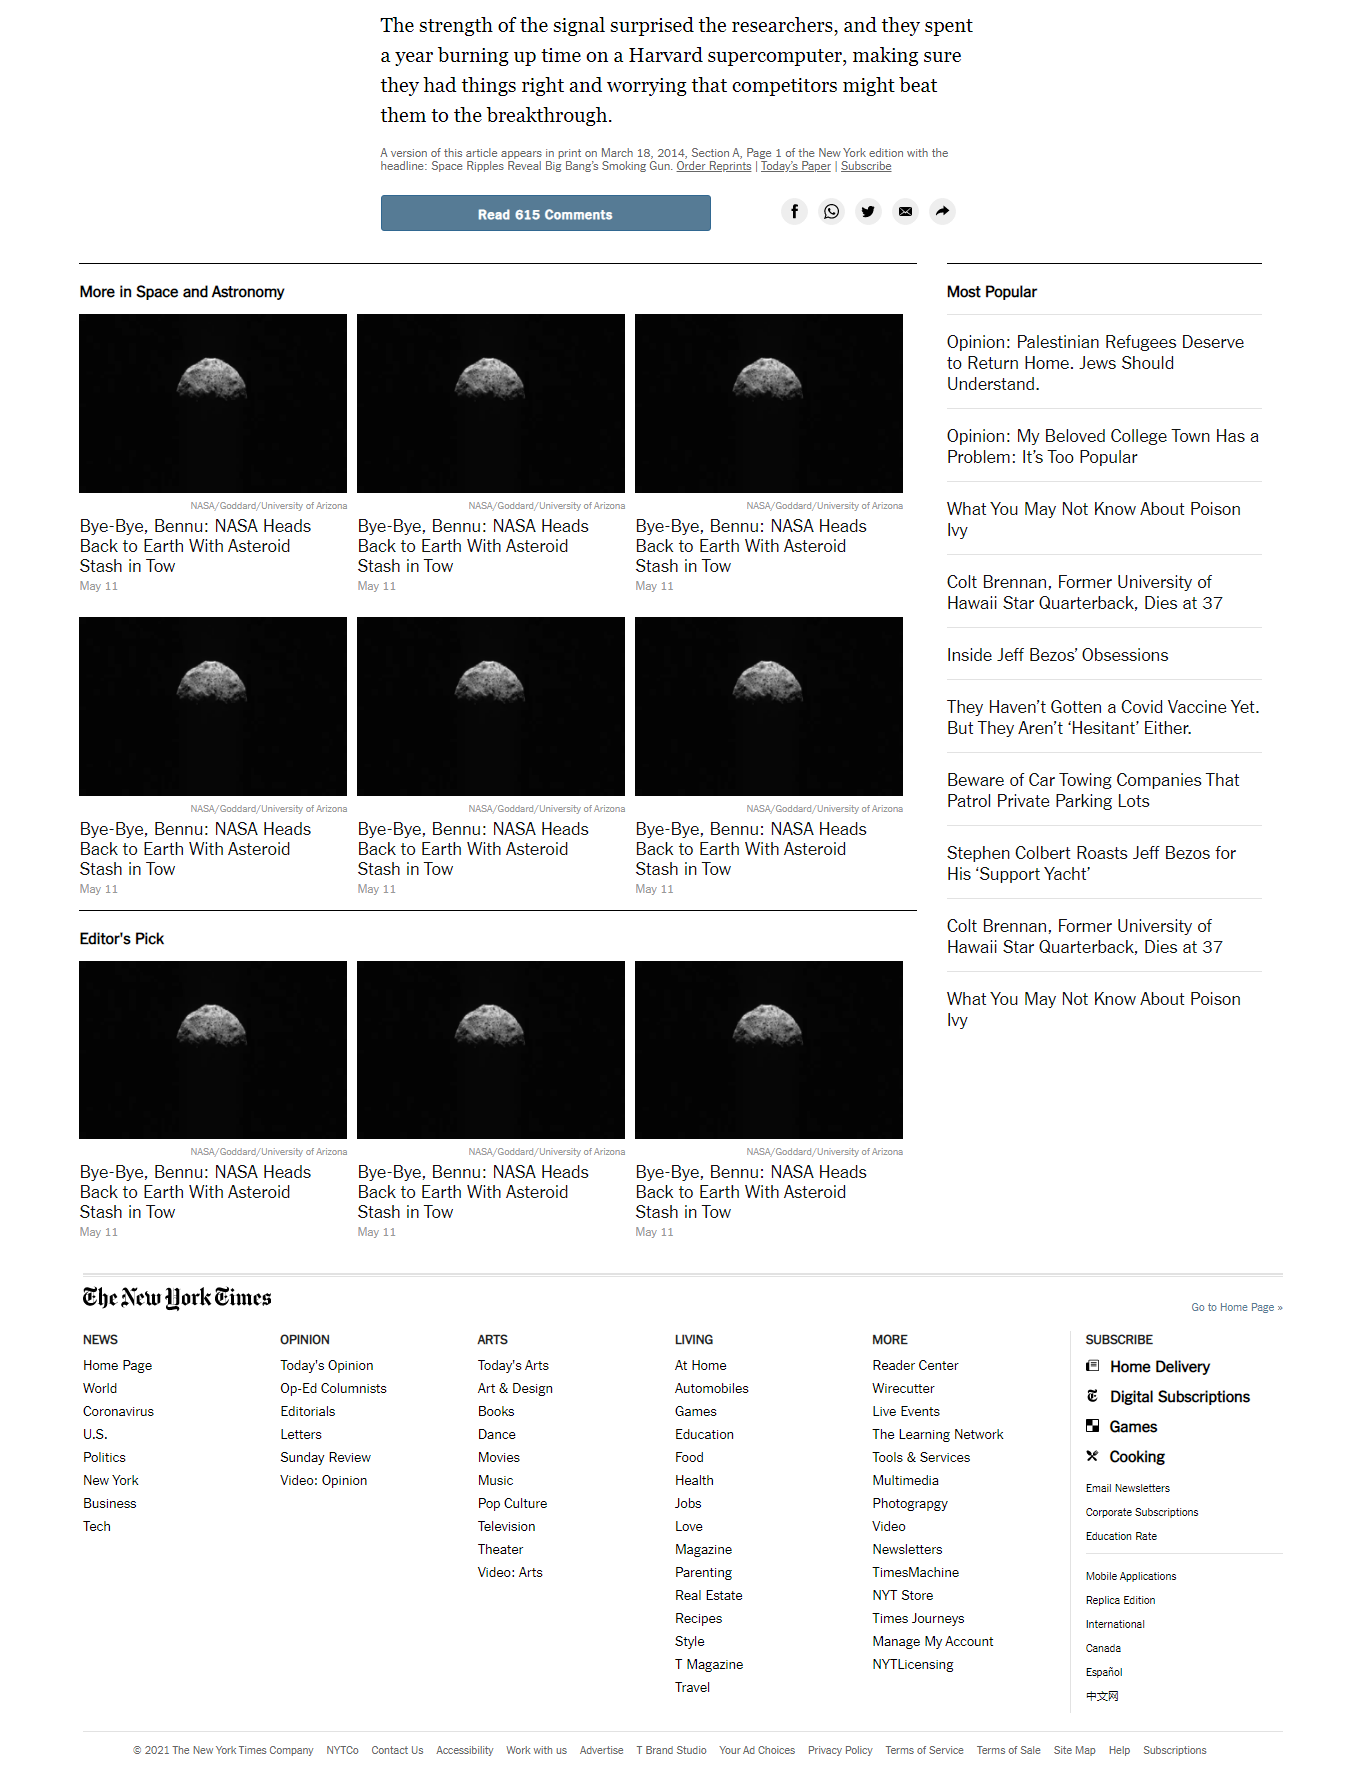 The strength of the signal surprised the researchers, and they spent
a year burning up time on a Harvard supercomputer, making sure
they had things right and worrying that competitors might beat
them to the breakthrough.
A version of this article appears in print on March 18, 2014, Section A, Page 1 of the New York edition with the
headline: Space Ripples Reveal Big Bang's Smoking Gun. Order Reprints | Today's Paper | Subscribe
Read 615 Comments
More in Space and Astronomy
NASA/Goddard/University of Arizona
Bye-Bye, Bennu: NASA Heads
Back to Earth With Asteroid
Stash in Tow
May 11
NASA/Goddard/University of Arizona
Bye-Bye, Bennu: NASA Heads
Back to Earth With Asteroid
Stash in Tow
May 11
NASA/Goddard/University of Arizona
Bye-Bye, Bennu: NASA Heads
Back to Earth With Asteroid
Stash in Tow
May 11
NASA/Goddard/University of Arizona
Bye-Bye, Bennu: NASA Heads
Back to Earth With Asteroid
Stash in Tow
May 11
NASA/Goddard/University of Arizona
Bye-Bye, Bennu: NASA Heads
Back to Earth With Asteroid
Stash in Tow
May 11
NASA/Goddard/University of Arizona
Bye-Bye, Bennu: NASA Heads
Back to Earth With Asteroid
Stash in Tow
May 11
Editor's Pick
NASA/Goddard/University of Arizona
Bye-Bye, Bennu: NASA Heads
Back to Earth With Asteroid
Stash in Tow
May 11
NASA/Goddard/University of Arizona
Bye-Bye, Bennu: NASA Heads
Back to Earth With Asteroid
Stash in Tow
May 11
NASA/Goddard/University of Arizona
Bye-Bye, Bennu: NASA Heads
Back to Earth With Asteroid
Stash in Tow
May 11
Most Popular
Opinion: Palestinian Refugees Deserve
to Return Home. Jews Should
Understand.
Opinion: My Beloved College Town Has a
Problem: It's Too Popular
What You May Not Know About Poison
Ivy
Colt Brennan, Former University of
Hawaii Star Quarterback, Dies at 37
Inside Jeff Bezos' Obsessions
They Haven't Gotten a Covid Vaccine Yet.
But They Aren't 'Hesitant' Either.
Beware of Car Towing Companies That
Patrol Private Parking Lots
Stephen Colbert Roasts Jeff Bezos for
His 'Support Yacht'
Colt Brennan, Former University of
Hawaii Star Quarterback, Dies at 37
What You May Not Know About Poison
Ivy
The New York Times
Go to Home Page »
NEWS
Home Page
World
Coronavirus
U.S.
Politics
New York
Business
Tech
OPINION
Today's Opinion
Op-Ed Columnists
Editorials
Letters
Sunday Review
Video: Opinion
ARTS
Today's Arts
Art & Design
Books
Dance
Movies
Music
Pop Culture
Television
Theater
Video: Arts
LIVING
At Home
Automobiles
Games
Education
Food
Health
Jobs
Love
Magazine
Parenting
Real Estate
Recipes
Style
T Magazine
Travel
MORE
Reader Center
Wirecutter
Live Events
The Learning Network
Tools & Services
Multimedia
Photograpgy
Video
Newsletters
TimesMachine
NYT Store
Times Journeys
Manage My Account
NYTLicensing
SUBSCRIBE
Home Delivery
Digital Subscriptions
Games
Cooking
Email Newsletters
Corporate Subscriptions
Education Rate
Mobile Applications
Replica Edition
International
Canada
Español
中文网
© 2021 The New York Times Company NYTCo Contact Us Accessibility Work with us Advertise T Brand Studio Your Ad Choices Privacy Policy Terms of Service Terms of Sale Site Map Help Subscriptions